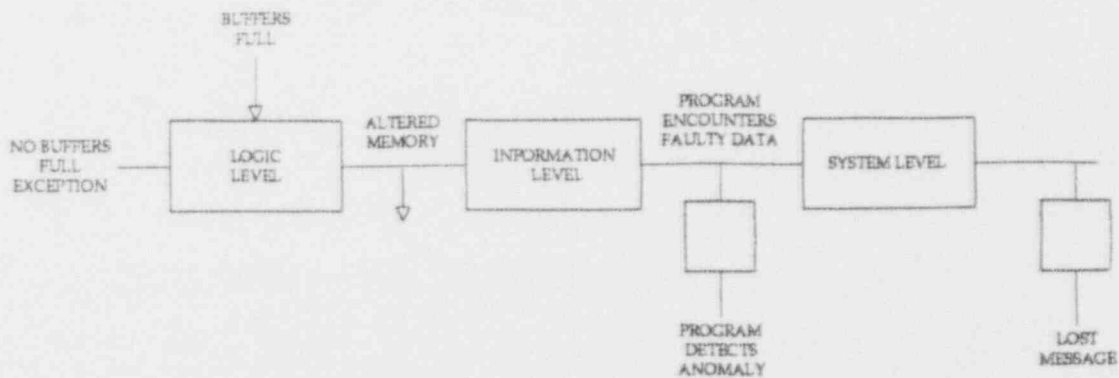 BUFFERS
FULL
NO BUFFERS
FULL
EXCEPTION
LOGIC
LEVEL
ALTERED
MEMORY
INFORMATION
LEVEL
PROGRAM
ENCOUNTERS
FAULTY DATA
SYSTEM LEVEL
PROGRAM
DETECTS
ANOMALY
LOST
MESSAGE